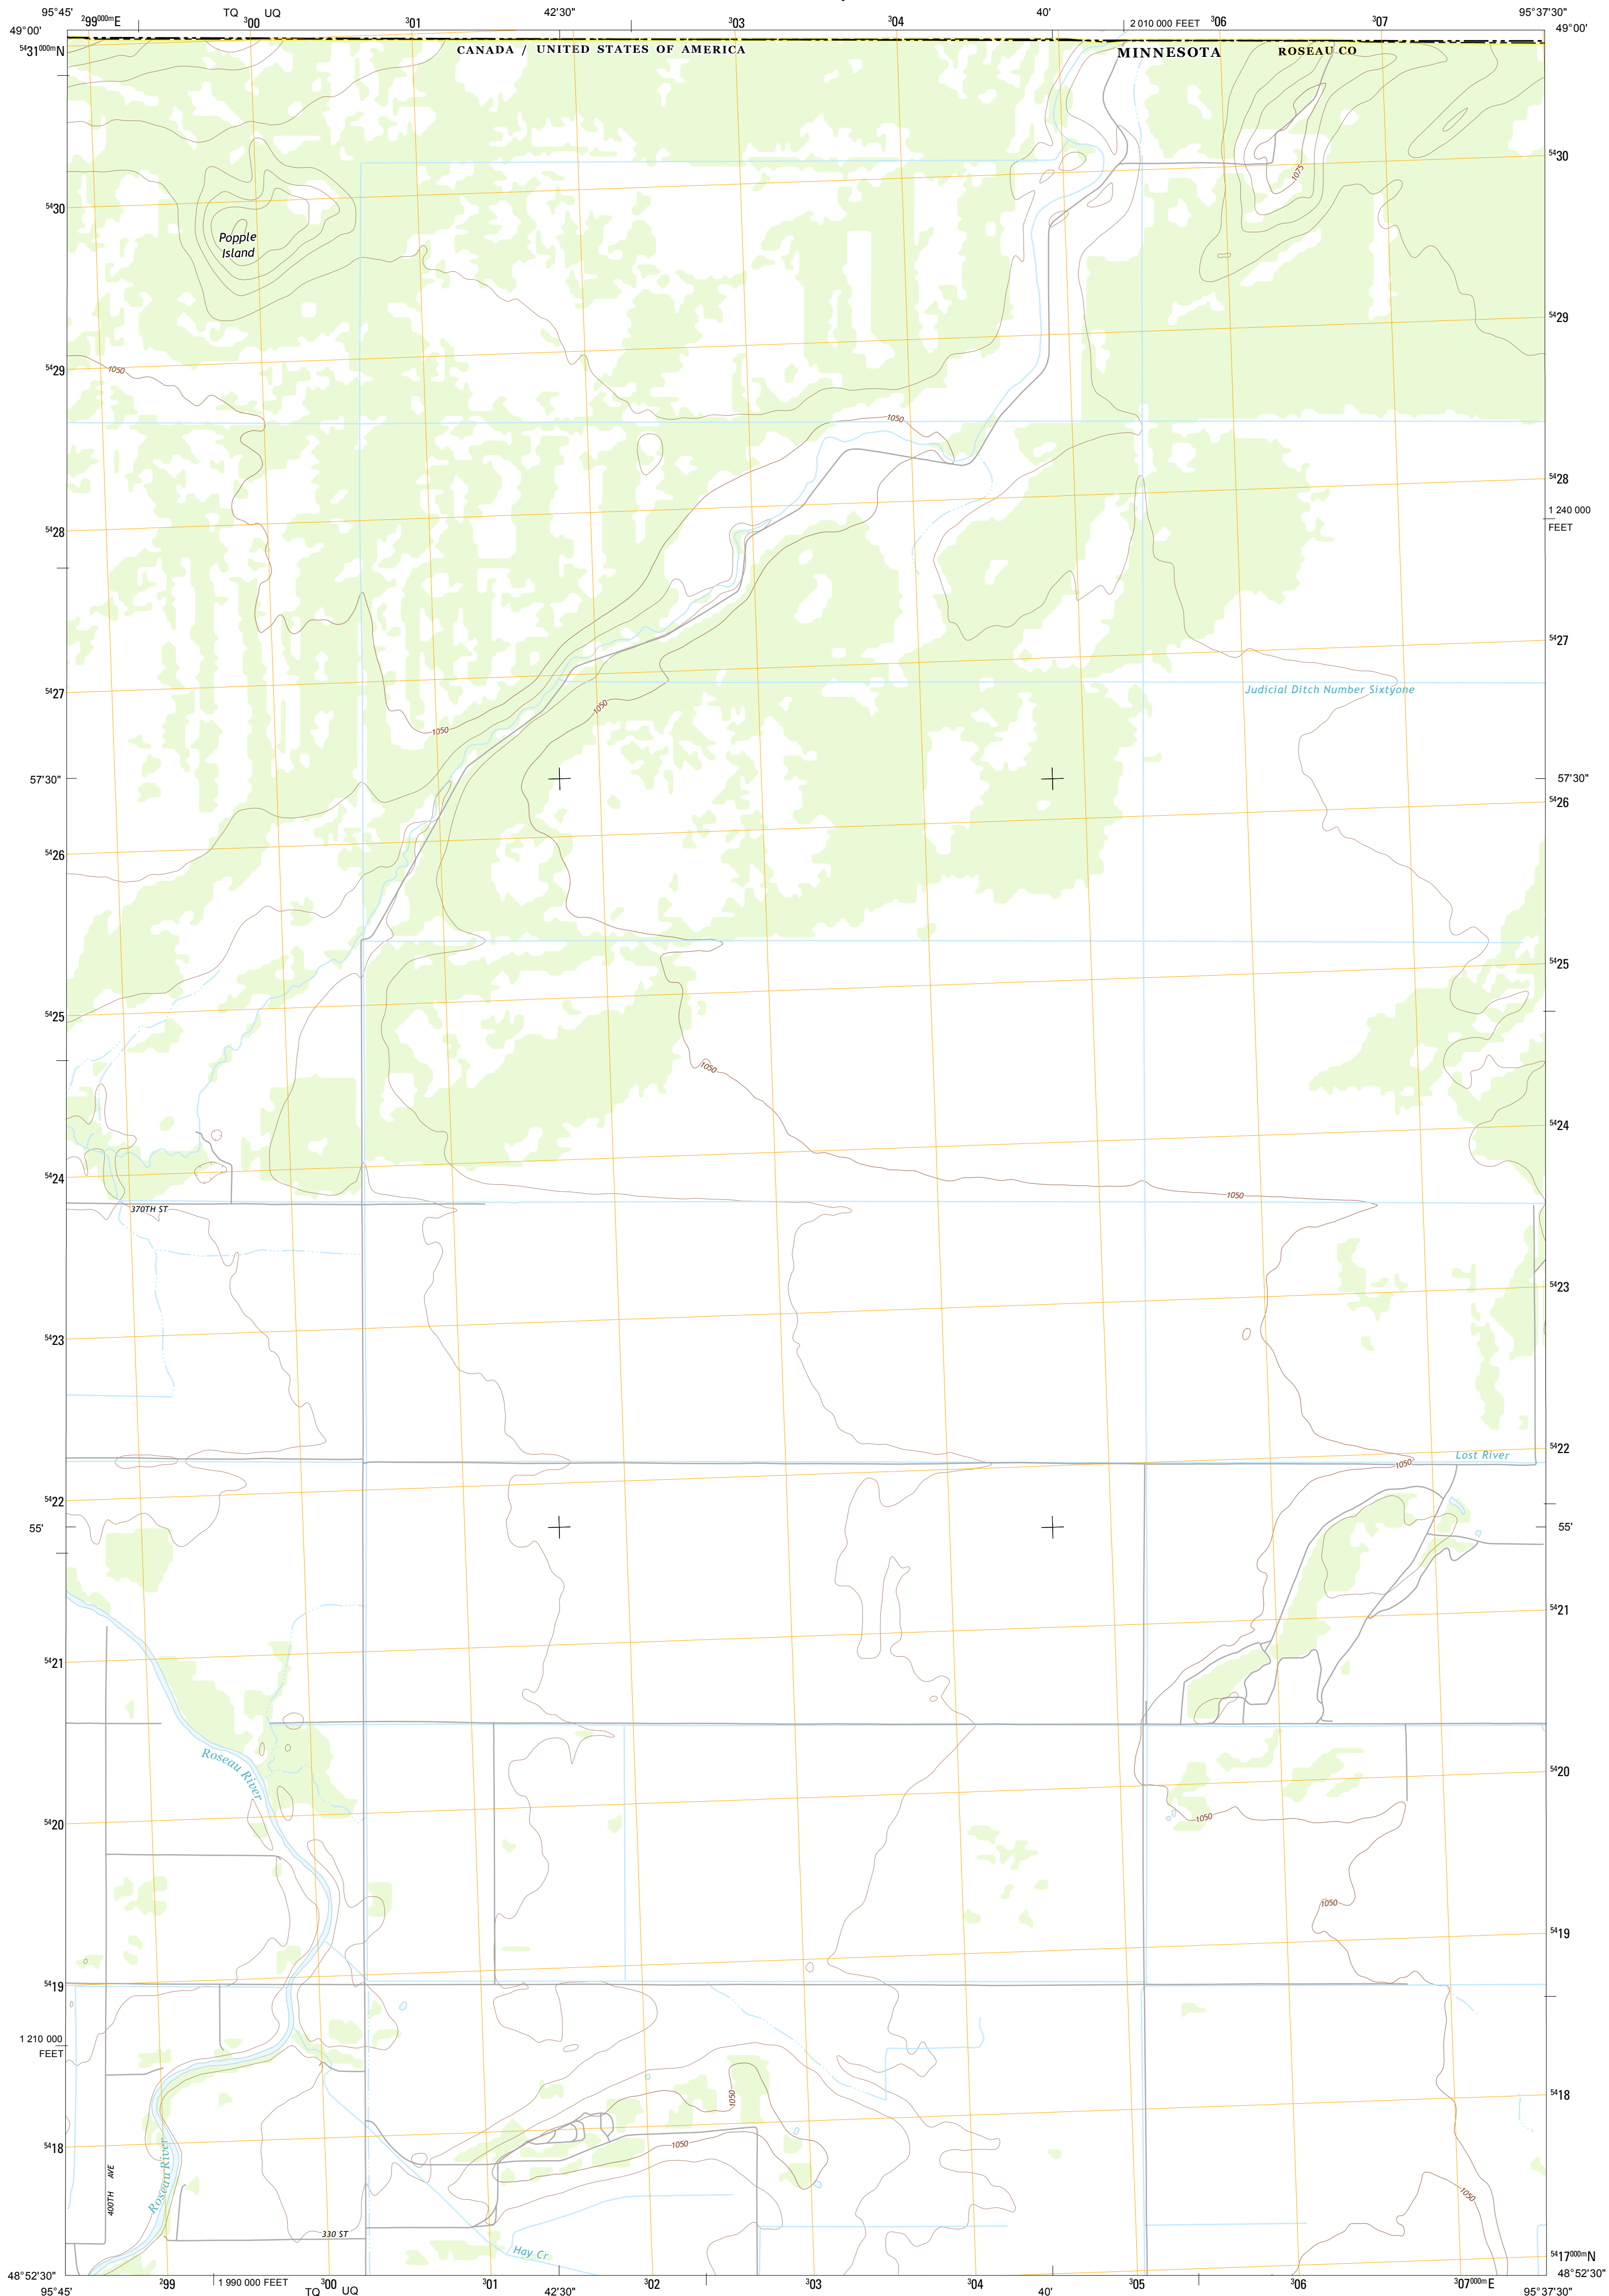 95°45'
²99⁰⁰⁰ᵐE
TQ
UQ
³00
³01
42'30"
³03
³04
40'
2 010 000 FEET
³06
³07
95°37'30"
49°00'
49°00'
⁵⁴31⁰⁰⁰ᵐN
CANADA / UNITED STATES OF AMERICA
MINNESOTA
ROSEAU CO
⁵⁴30
1075
⁵⁴30
Popple
Island
⁵⁴29
⁵⁴29
1050
1050
⁵⁴28
1 240 000
FEET
⁵⁴28
⁵⁴27
⁵⁴27
Judicial Ditch Number Sixtyone
1050
1050
57'30"
57'30"
⁵⁴26
⁵⁴26
⁵⁴25
⁵⁴25
1050
⁵⁴24
⁵⁴24
1050
370TH ST
⁵⁴23
⁵⁴23
⁵⁴22
Lost River
1050
⁵⁴22
55'
55'
⁵⁴21
⁵⁴21
Roseau River
⁵⁴20
1050
⁵⁴20
1050
⁵⁴19
⁵⁴19
1 210 000
FEET
⁵⁴18
1050
1050
⁵⁴18
Roseau River
400TH AVE
1050
330 ST
Hay Cr
⁵⁴17⁰⁰⁰ᵐN
48°52'30"
48°52'30"
95°45'
²99
1 990 000 FEET
TQ
³00
UQ
³01
42'30"
³02
³03
³04
40'
³05
³06
³07⁰⁰⁰ᵐE
95°37'30"